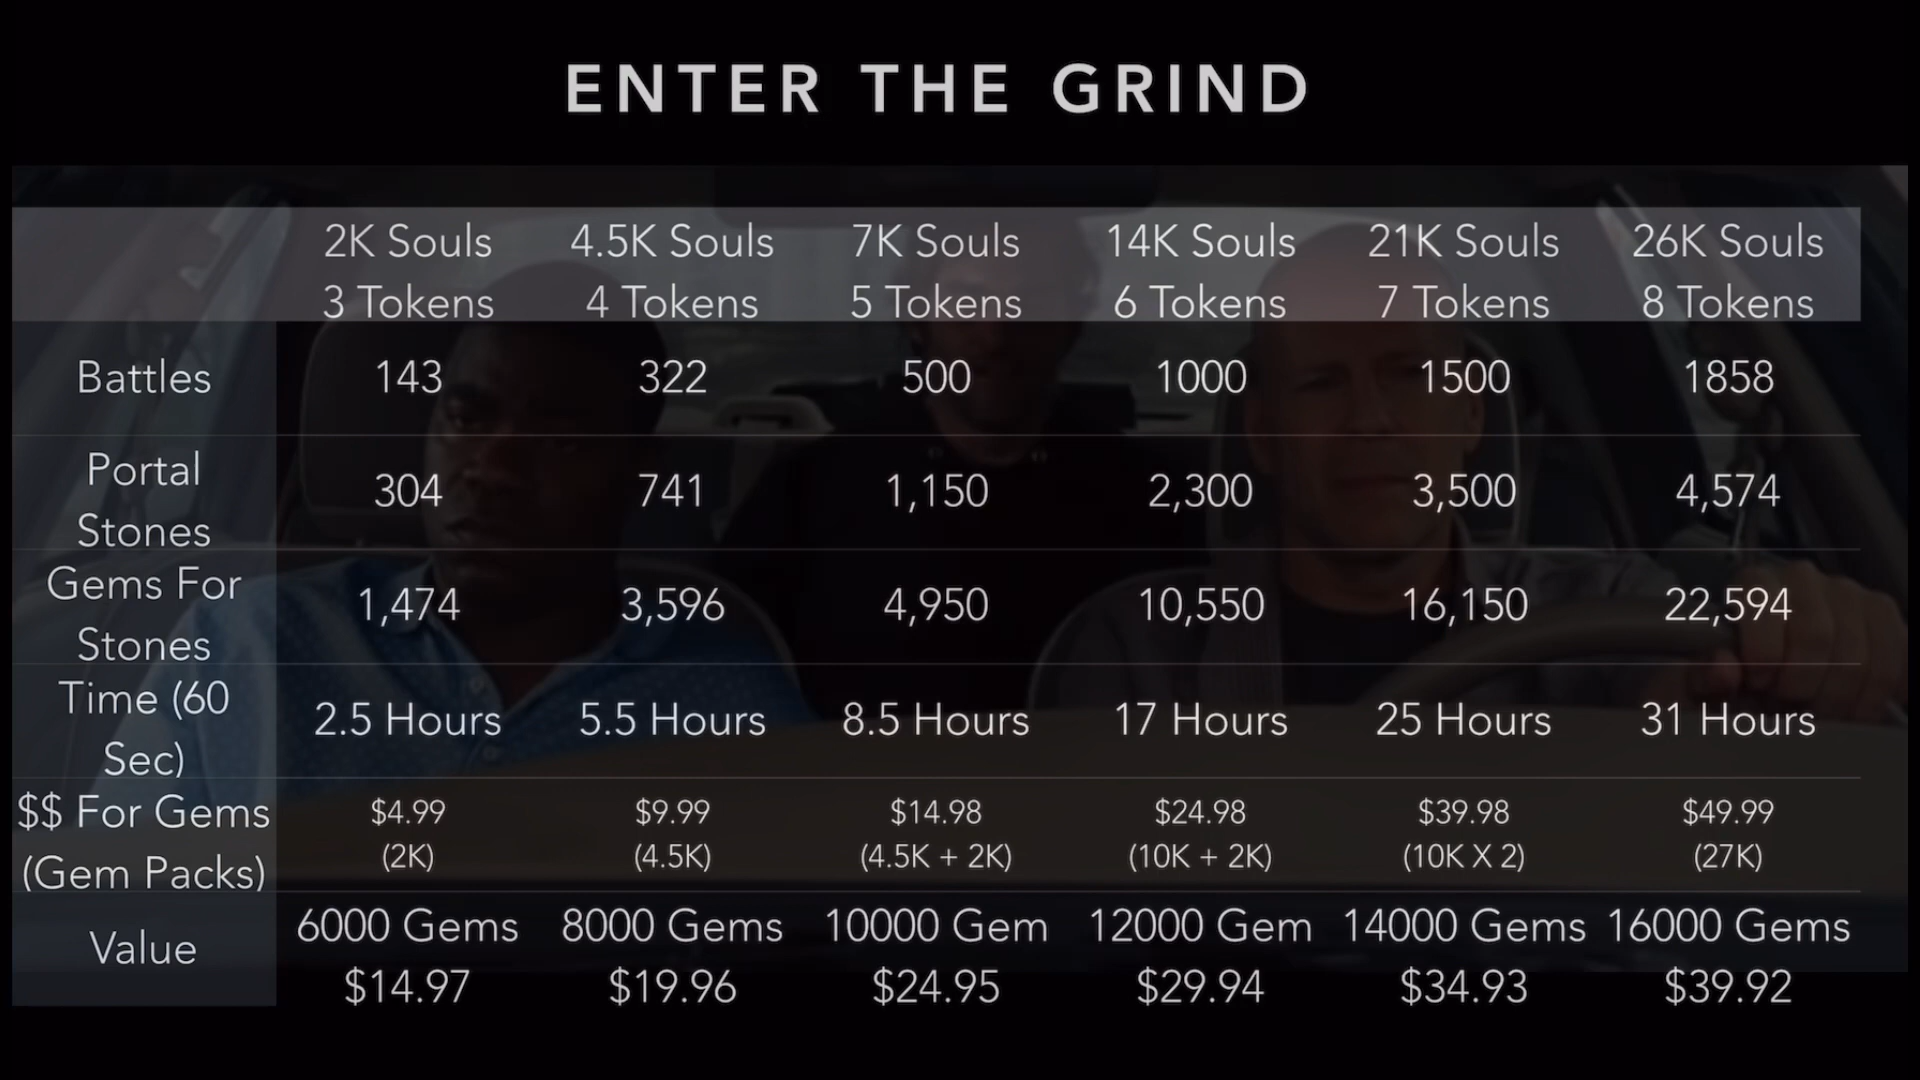 ENTER THE GRIND
2K Souls 4.5K Souls 7K Souls 14K Souls 21K Souls 26K Souls
3 Tokens 4 Tokens 5 Tokens 6 Tokens 7 Tokens 8 Tokens
Battles 143 322 500 1000 1500 1858
Portal
Stones 304 741 1,150 2,300 3,500 4,574
Gems For
Stones 1,474 3,596 4,950 10,550 16,150 22,594
Time (60
Sec) 2.5 Hours 5.5 Hours 8.5 Hours 17 Hours 25 Hours 31 Hours
$$ For Gems $4.99 $9.99 $14.98 $24.98 $39.98 $49.99
(Gem Packs) (2K) (4.5K) (4.5K + 2K) (10K + 2K) (10K X 2) (27K)
Value 6000 Gems 8000 Gems 10000 Gem 12000 Gem 14000 Gems 16000 Gems
$14.97 $19.96 $24.95 $29.94 $34.93 $39.92